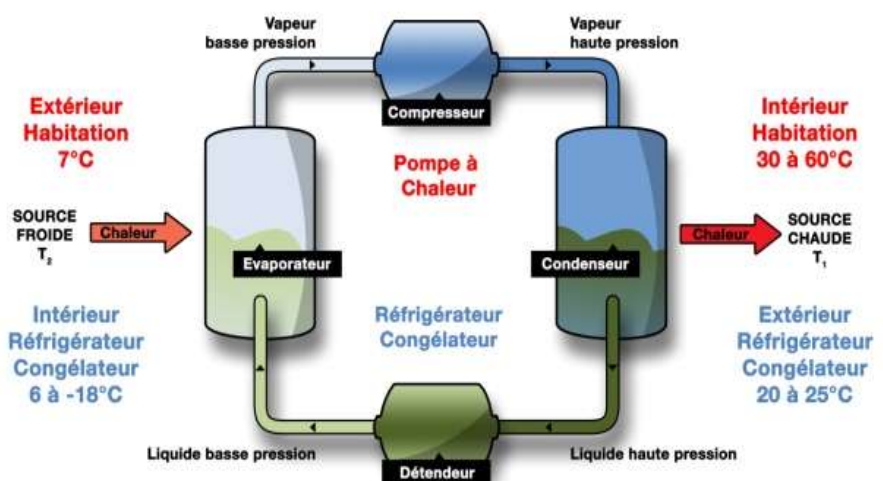 Vapeur
basse pression
Vapeur
haute pression
Compresseur
Extérieur
Habitation
7°C
Pompe à
Chaleur
Intérieur
Habitation
30 à 60°C
SOURCE
FROIDE
T₂
Chaleur
Evaporateur
Condenseur
Chaleur
SOURCE
CHAUDE
T₁
Intérieur
Réfrigérateur
Congélateur
6 à -18°C
Réfrigérateur
Congélateur
Extérieur
Réfrigérateur
Congélateur
20 à 25°C
Liquide basse pression
Détendeur
Liquide haute pression